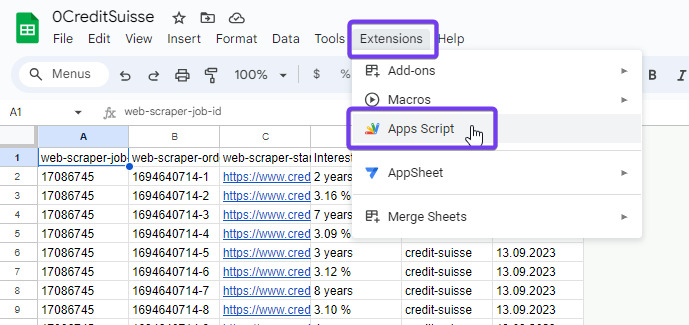 0CreditSuisse
File Edit View Insert Format Data Tools Extensions Help
Menus 100% $ % B I
Add-ons
Macros
Apps Script
AppSheet
Merge Sheets
A1 fx web-scraper-job-id
A B C
1 web-scraper-job- web-scraper-ord web-scraper-star Interest
2 17086745 1694640714-1 https://www.cred 2 years
3 17086745 1694640714-2 https://www.cred 3.16 %
4 17086745 1694640714-3 https://www.cred 7 years
5 17086745 1694640714-4 https://www.cred 3.09 %
6 17086745 1694640714-5 https://www.cred 3 years credit-suisse 13.09.2023
7 17086745 1694640714-6 https://www.cred 3.12 % credit-suisse 13.09.2023
8 17086745 1694640714-7 https://www.cred 8 years credit-suisse 13.09.2023
9 17086745 1694640714-8 https://www.cred 3.10 % credit-suisse 13.09.2023